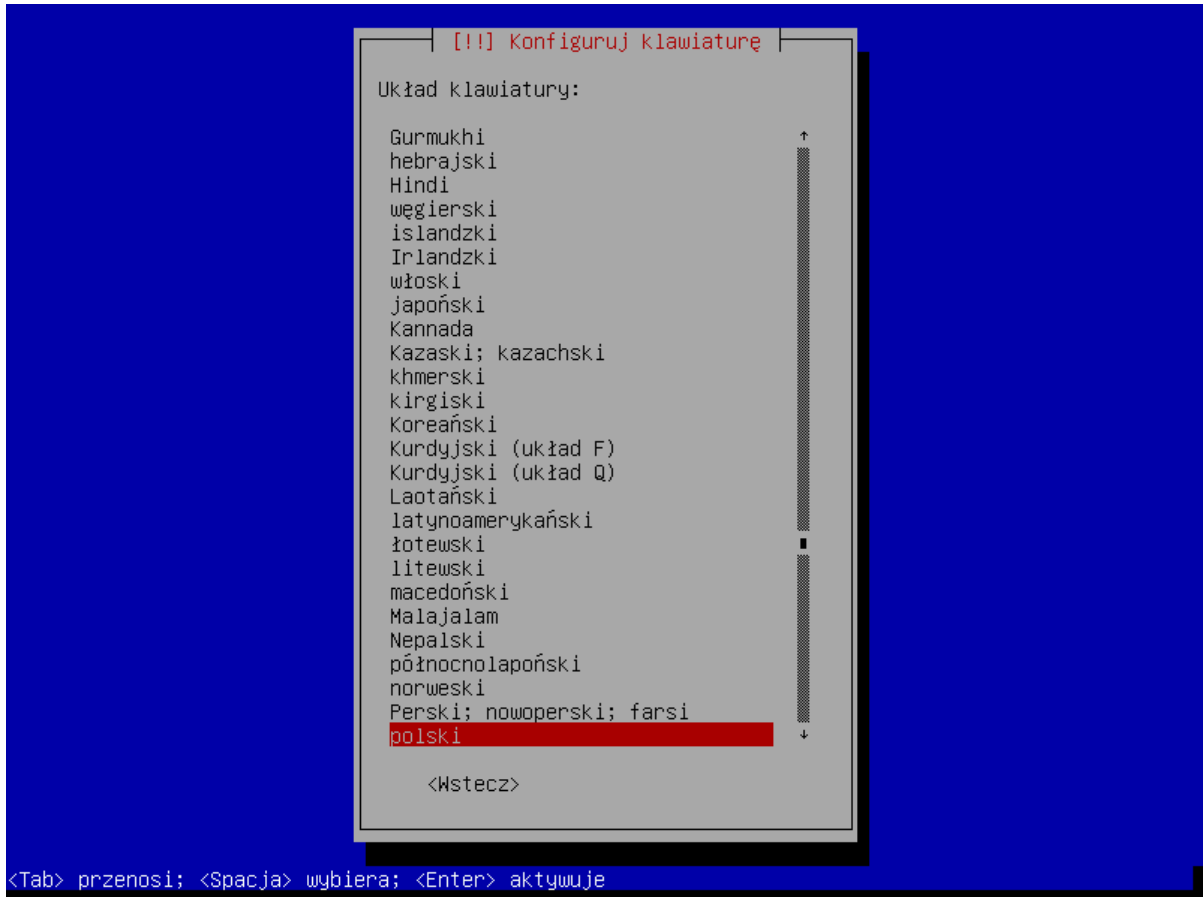 [!!] Konfiguruj klawiaturę
Układ klawiatury:
Gurmukhi
hebrajski
Hindi
węgierski
islandzki
Irlandzki
włoski
japoński
Kannada
Kazaski; kazachski
khmerski
kirgiski
Koreański
Kurdyjski (układ F)
Kurdyjski (układ Q)
Laotański
latynoamerykański
łotewski
litewski
macedoński
Malajalam
Nepalski
północnolapoński
norweski
Perski; nowoperski; farsi
polski
<Wstecz>
<Tab> przenosi; <Spacja> wybiera; <Enter> aktywuje